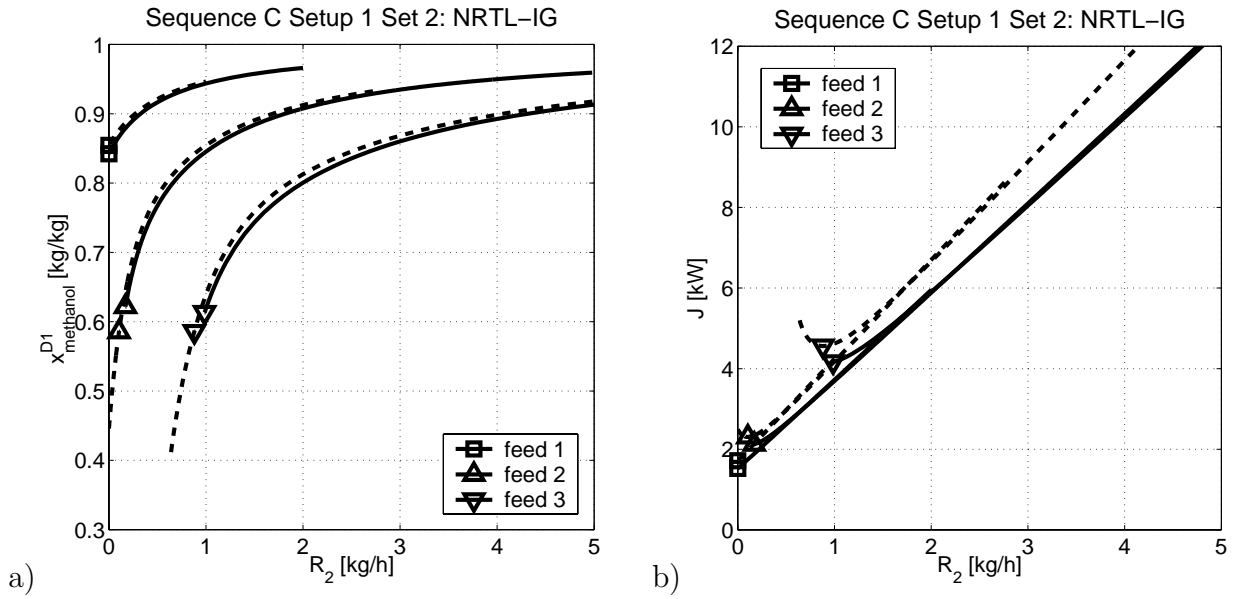 Sequence C Setup 1 Set 2: NRTL−IG
1
0.9
0.8
0.7
0.6
0.5
0.4
0.3
x^{D1}_{methanol} [kg/kg]
feed 1
feed 2
feed 3
0 1 2 3 4 5
R_2 [kg/h]
a)
Sequence C Setup 1 Set 2: NRTL−IG
12
10
8
6
4
2
0
J [kW]
feed 1
feed 2
feed 3
0 1 2 3 4 5
R_2 [kg/h]
b)